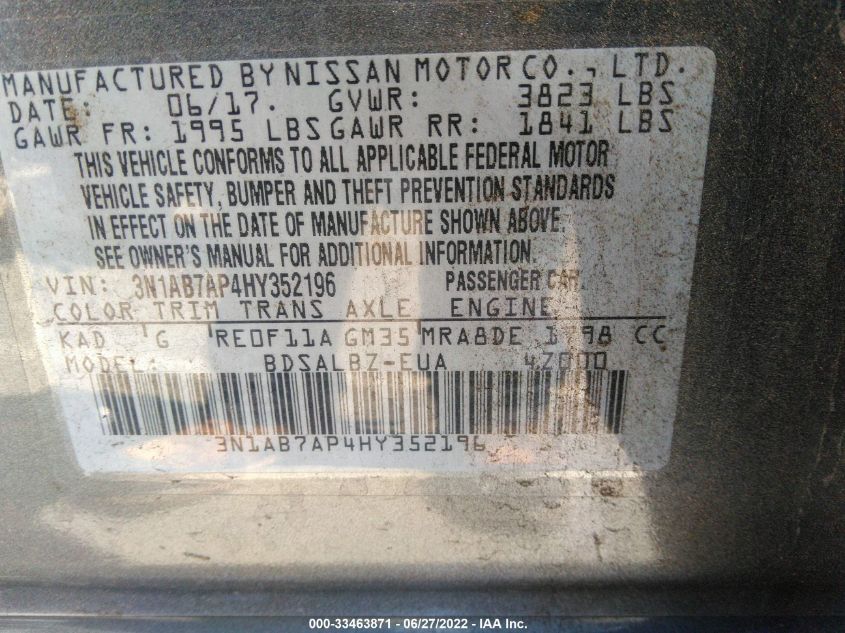 MANUFACTURED BY NISSAN MOTOR CO., LTD.
DATE: 06/17. GVWR: 3823 LBS
GAWR FR: 1995 LBS GAWR RR: 1841 LBS
THIS VEHICLE CONFORMS TO ALL APPLICABLE FEDERAL MOTOR
VEHICLE SAFETY, BUMPER AND THEFT PREVENTION STANDARDS
IN EFFECT ON THE DATE OF MANUFACTURE SHOWN ABOVE.
SEE OWNER'S MANUAL FOR ADDITIONAL INFORMATION.
VIN: 3N1AB7AP4HY352196 PASSENGER CAR
COLOR TRIM TRANS AXLE ENGINE
KAD G RE0F11A GM35 MRA8DE 1798 CC
MODEL: BDSALBZ-EUA 4Z000
3N1AB7AP4HY352196
000-33463871 - 06/27/2022 - IAA Inc.